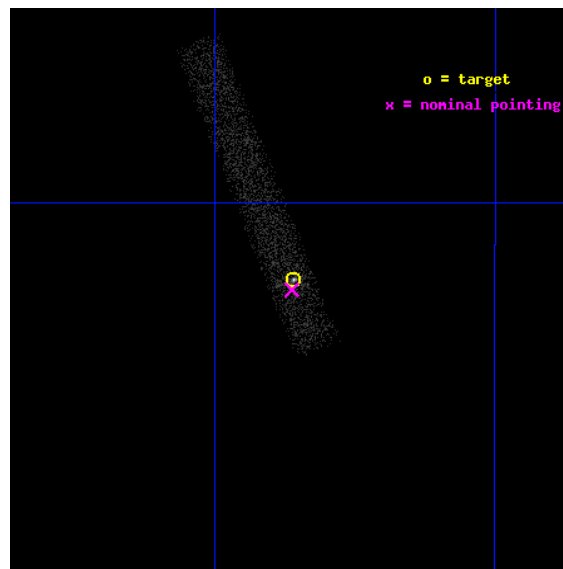 o = target
x = nominal pointing